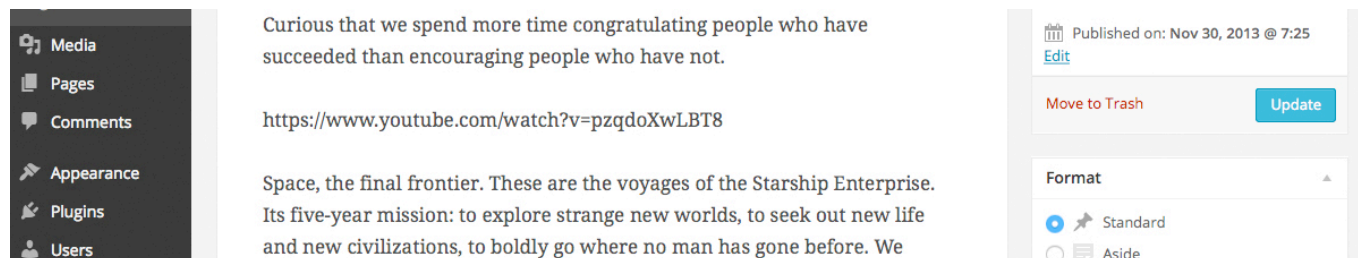 Media
Pages
Comments
Appearance
Plugins
Users
Curious that we spend more time congratulating people who have
succeeded than encouraging people who have not.
https://www.youtube.com/watch?v=pzqdoXwLBT8
Space, the final frontier. These are the voyages of the Starship Enterprise.
Its five-year mission: to explore strange new worlds, to seek out new life
and new civilizations, to boldly go where no man has gone before. We
Published on: Nov 30, 2013 @ 7:25
Edit
Move to Trash
Update
Format
Standard
Aside